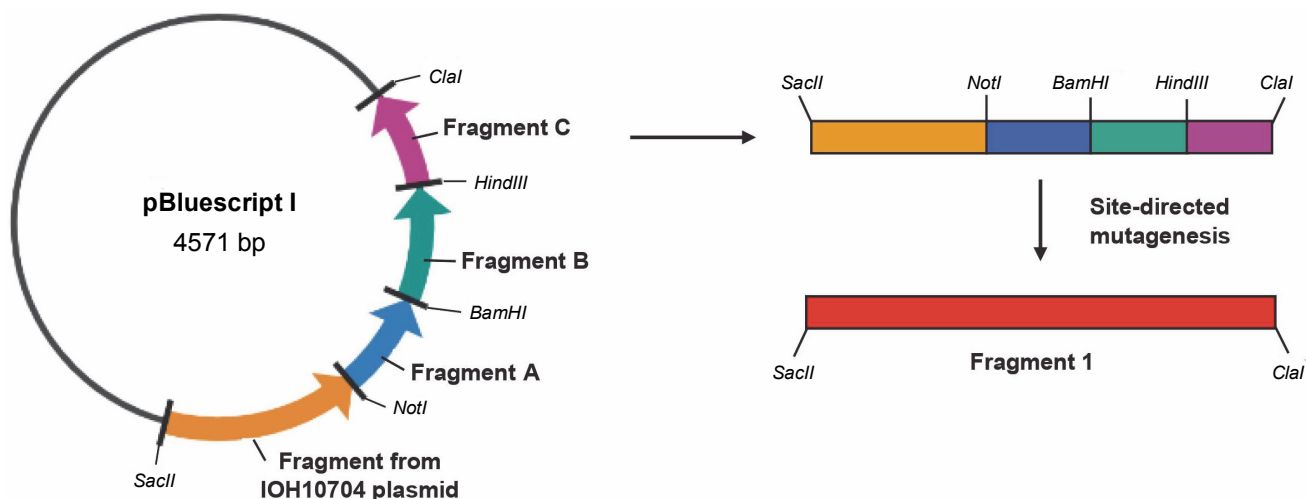 ClaI
Fragment C
HindIII
pBluescript I
4571 bp
Fragment B
BamHI
Fragment A
NotI
Fragment from
IOH10704 plasmid
SacII
SacII
NotI
BamHI
HindIII
ClaI
Site-directed
mutagenesis
SacII
Fragment 1
ClaI